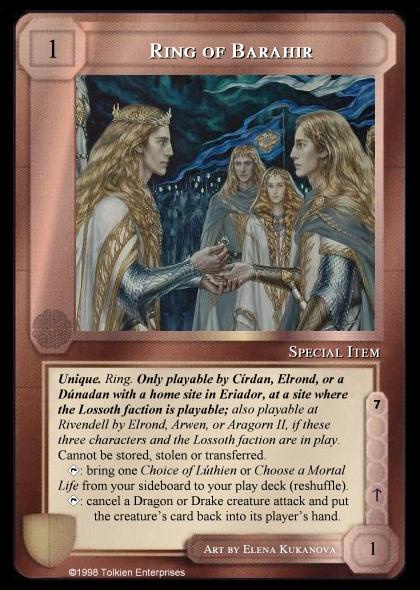 1
RING OF BARAHIR
SPECIAL ITEM
Unique. Ring. Only playable by Círdan, Elrond, or a
Dúnadan with a home site in Eriador, at a site where
the Lossoth faction is playable; also playable at
Rivendell by Elrond, Arwen, or Aragorn II, if these
three characters and the Lossoth faction are in play.
Cannot be stored, stolen or transferred.
: bring one Choice of Lúthien or Choose a Mortal
Life from your sideboard to your play deck (reshuffle).
: cancel a Dragon or Drake creature attack and put
the creature's card back into its player's hand.
7
ART BY ELENA KUKANOVA
1
©1998 Tolkien Enterprises